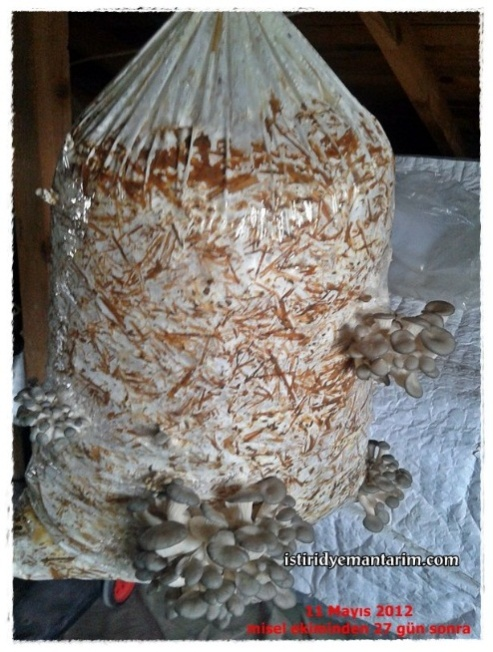 istiridyemantarim.com
11 Mayıs 2012
misel ekiminden 37 gün sonra